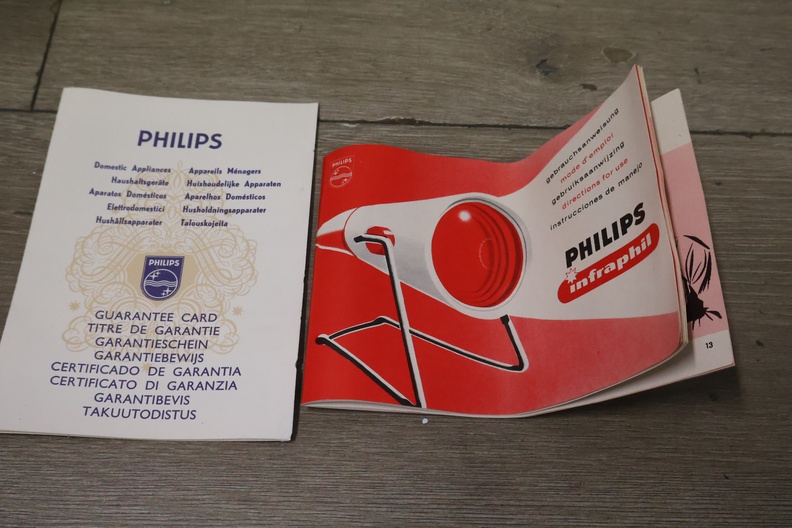 PHILIPS
Domestic Appliances Appareils Ménagers
Haushaltsgeräte Huishoudelijke Apparaten
Aparatos Domésticos Aparelhos Domésticos
Elettrodomestici Husholdningsapparater
Hushållsapparater Talouskojeita
PHILIPS
GUARANTEE CARD
TITRE DE GARANTIE
GARANTIESCHEIN
GARANTIEBEWIJS
CERTIFICADO DE GARANTIA
CERTIFICATO DI GARANZIA
GARANTIBEVIS
TAKUUTODISTUS
PHILIPS
gebrauchsanweisung
mode d'emploi
gebruiksaanwijzing
directions for use
instrucciones de manejo
PHILIPS
infraphil
13